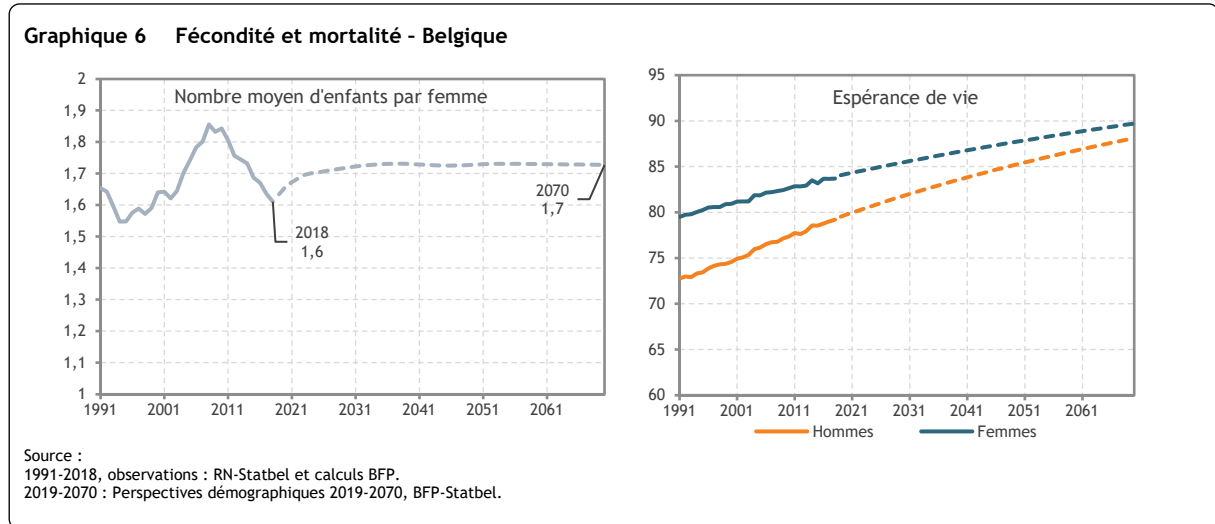 Graphique 6 Fécondité et mortalité - Belgique
Nombre moyen d'enfants par femme
2
1,9
1,8
1,7
1,6
1,5
1,4
1,3
1,2
1,1
1
2018
1,6
2070
1,7
1991 2001 2011 2021 2031 2041 2051 2061
Espérance de vie
95
90
85
80
75
70
65
60
1991 2001 2011 2021 2031 2041 2051 2061
Hommes Femmes
Source :
1991-2018, observations : RN-Statbel et calculs BFP.
2019-2070 : Perspectives démographiques 2019-2070, BFP-Statbel.